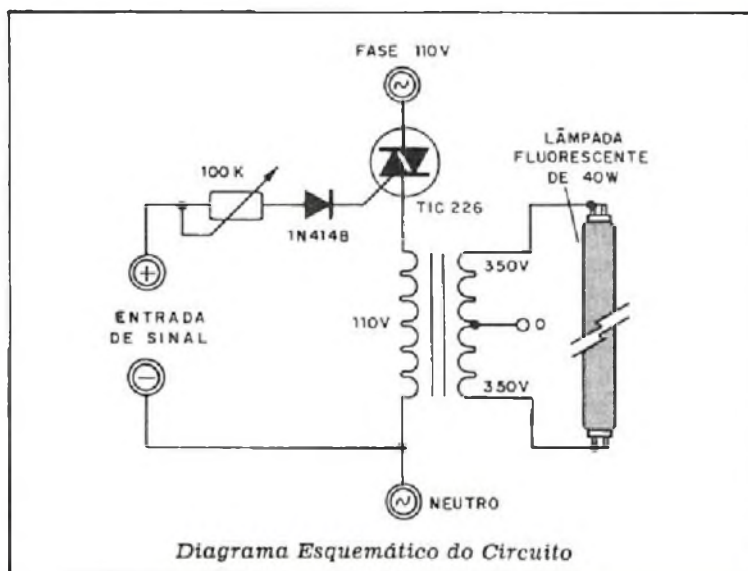 FASE 110V
100K
1N4148
TIC 226
LÂMPADA
FLUORESCENTE
DE 40W
350V
ENTRADA
DE SINAL
110V
0
350V
NEUTRO
Diagrama Esquemático do Circuito